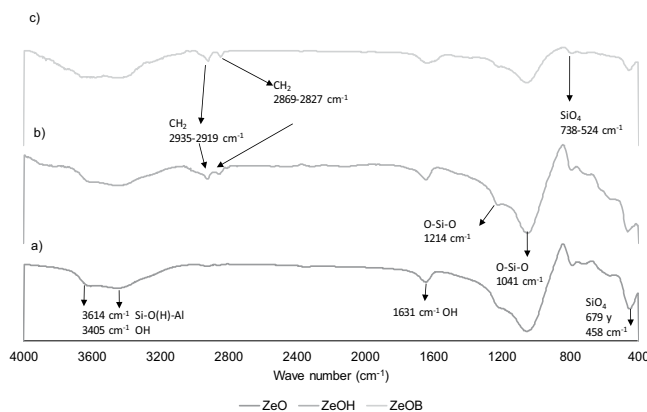 c)
CH2
2869-2827 cm-1
CH2
2935-2919 cm-1
SiO4
738-524 cm-1
b)
O-Si-O
1214 cm-1
O-Si-O
1041 cm-1
a)
3614 cm-1 Si-O(H)-Al
3405 cm-1 OH
1631 cm-1 OH
SiO4
679 y
458 cm-1
4000 3600 3200 2800 2400 2000 1600 1200 800 400
Wave number (cm-1)
ZeO ZeOH ZeOB